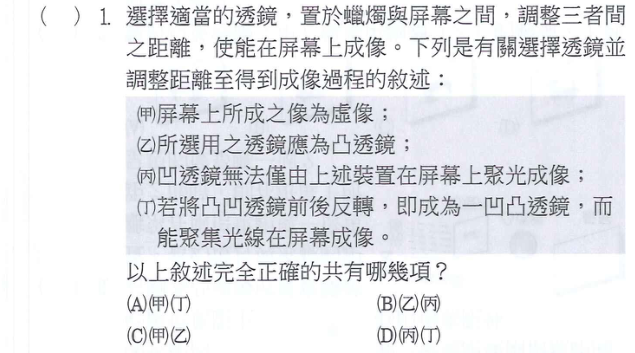 (　) 1. 選擇適當的透鏡，置於蠟燭與屏幕之間，調整三者間
之距離，使能在屏幕上成像。下列是有關選擇透鏡並
調整距離至得到成像過程的敘述：
㈙屏幕上所成之像為虛像；
㈚所選用之透鏡應為凸透鏡；
㈛凹透鏡無法僅由上述裝置在屏幕上聚光成像；
㈜若將凸凹透鏡前後反轉，即成為一凹凸透鏡，而
能聚集光線在屏幕成像。
以上敘述完全正確的共有哪幾項？
(A)(甲)(丁)　(B)(乙)(丙)
(C)(甲)(乙)　(D)(丙)(丁)